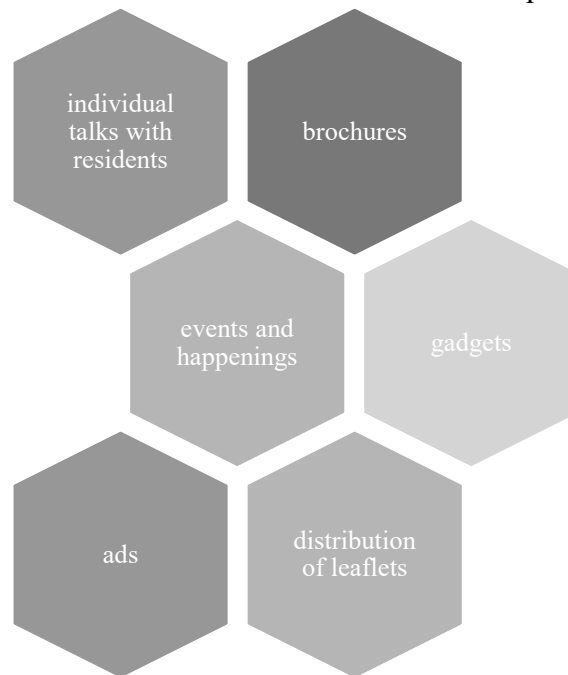 individual
talks with
residents
brochures
events and
happenings
gadgets
ads
distribution
of leaflets